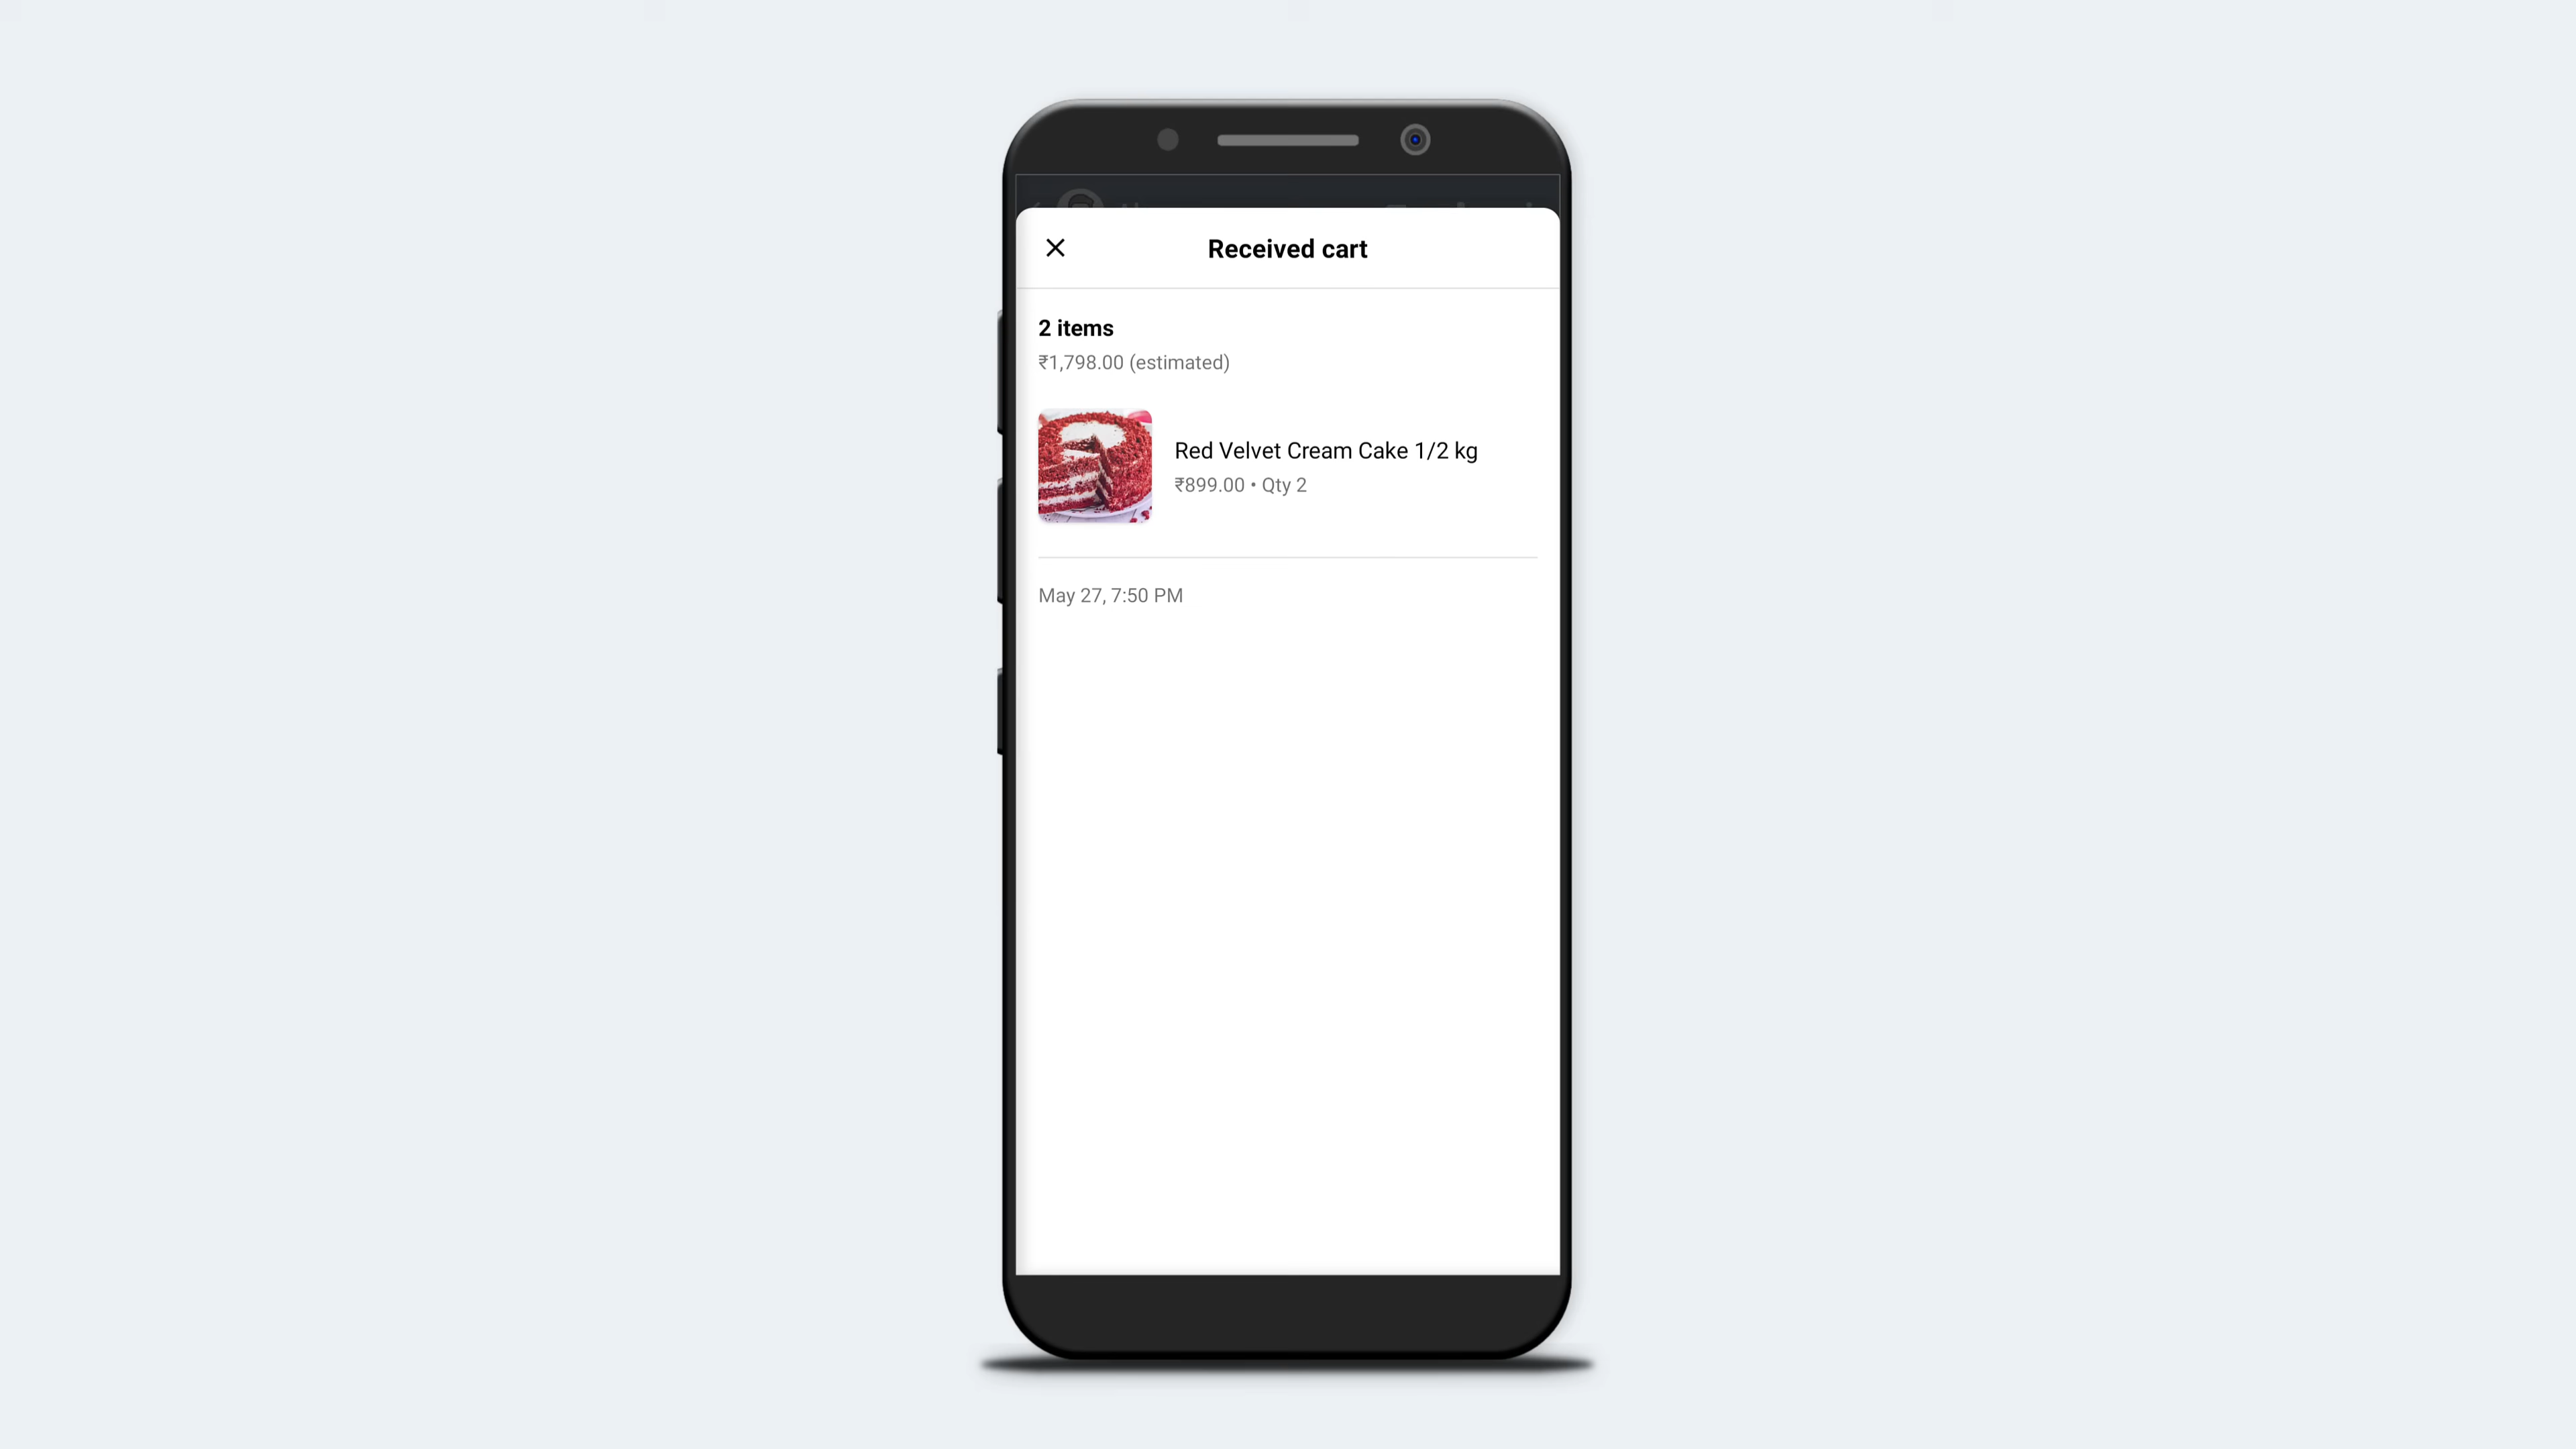 Received cart
2 items
₹1,798.00 (estimated)
Red Velvet Cream Cake 1/2 kg
₹899.00 • Qty 2
May 27, 7:50 PM